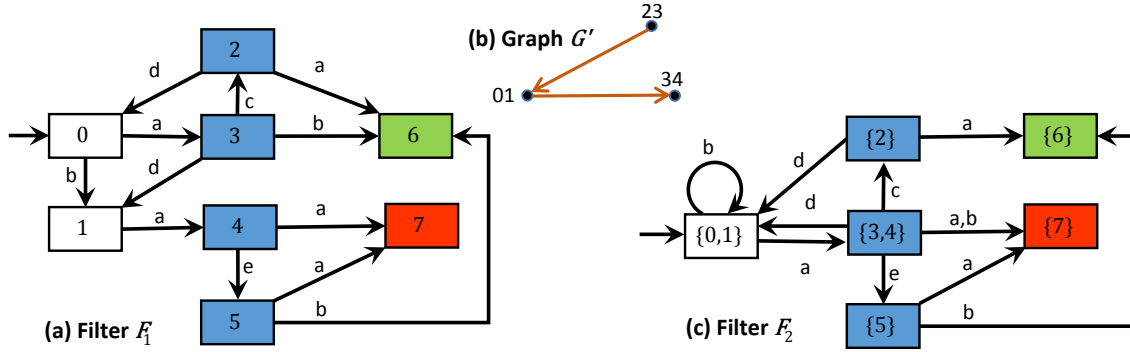 2
d
a
c
0
a
3
b
6
b
d
1
a
4
a
7
e
a
5
b
(a) Filter F₁
(b) Graph G′
23
01
34
b
{2}
a
{6}
d
c
d
{0,1}
a
{3,4}
a,b
{7}
e
a
{5}
b
(c) Filter F₂